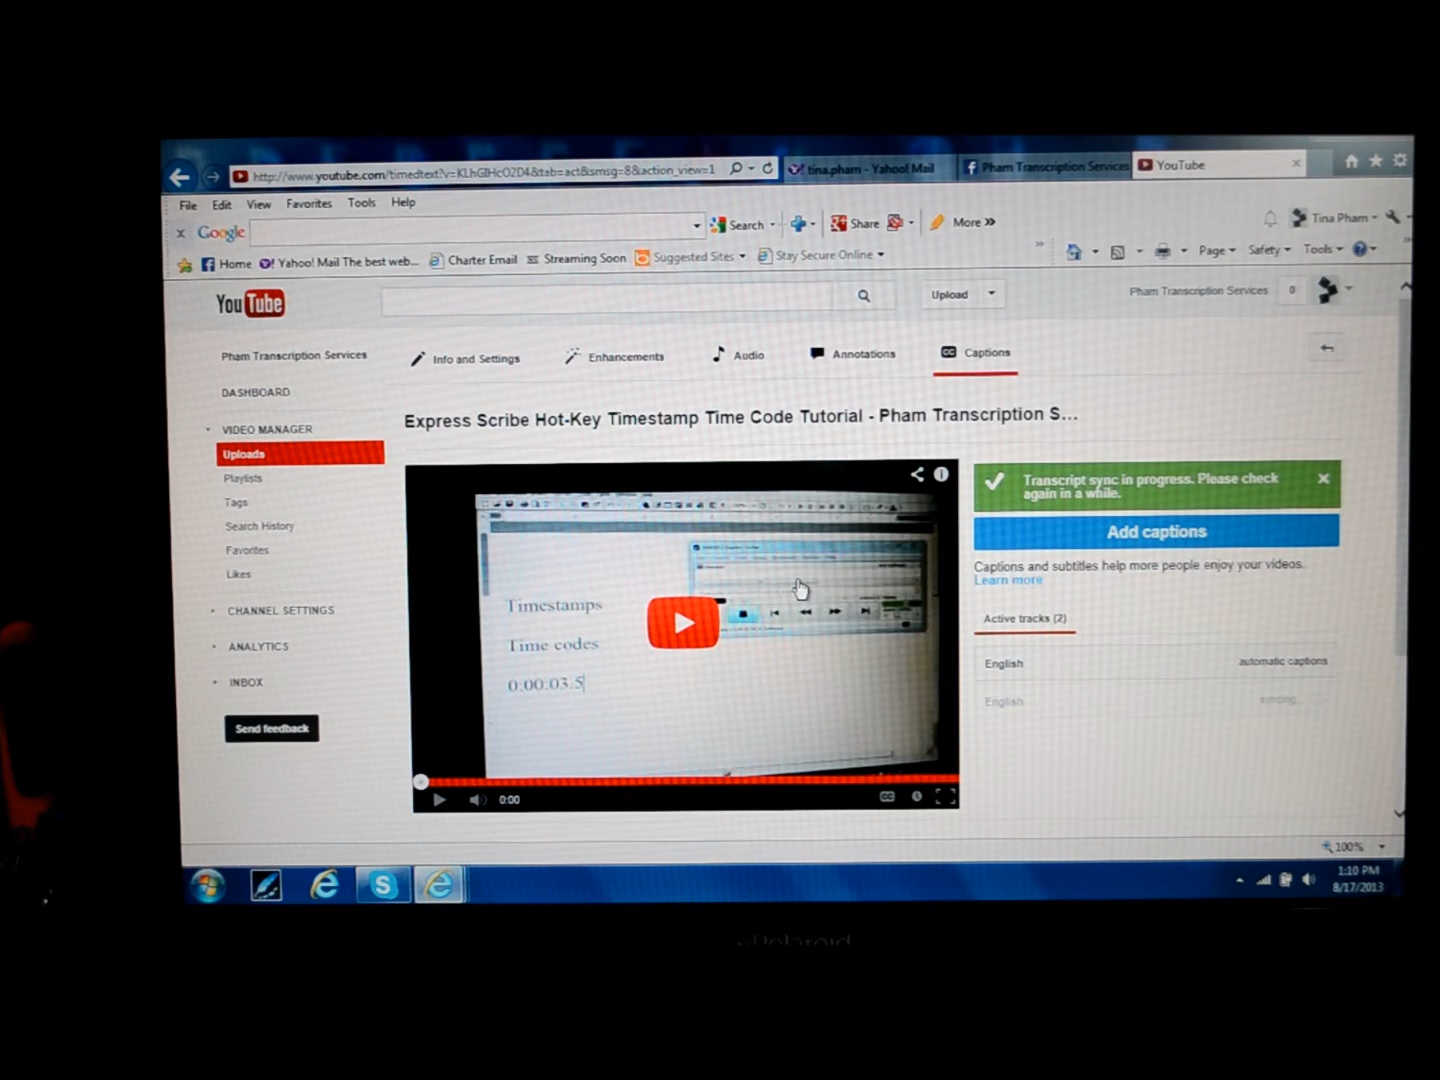 http://www.youtube.com/timedtext?v=KLhGIHcO2D4&tab=act&smsg=8&action_view=1
tina.pham - Yahoo! Mail
Pham Transcription Services
YouTube
File Edit View Favorites Tools Help
x Google Search Share More »
Tina Pham
Home Yahoo! Mail The best web... Charter Email Streaming Soon Suggested Sites Stay Secure Online
Page Safety Tools
YouTube
Upload
Pham Transcription Services 0
Pham Transcription Services
Info and Settings Enhancements Audio Annotations CC Captions
DASHBOARD
VIDEO MANAGER
Uploads
Playlists
Tags
Search History
Favorites
Likes
CHANNEL SETTINGS
ANALYTICS
INBOX
Send feedback
Express Scribe Hot-Key Timestamp Time Code Tutorial - Pham Transcription S...
Timestamps
Time codes
0:00:03.5
0:00
CC
Transcript sync in progress. Please check
again in a while.
Add captions
Captions and subtitles help more people enjoy your videos.
Learn more
Active tracks (2)
English automatic captions
English syncing...
100%
1:10 PM
8/17/2013
Polaroid